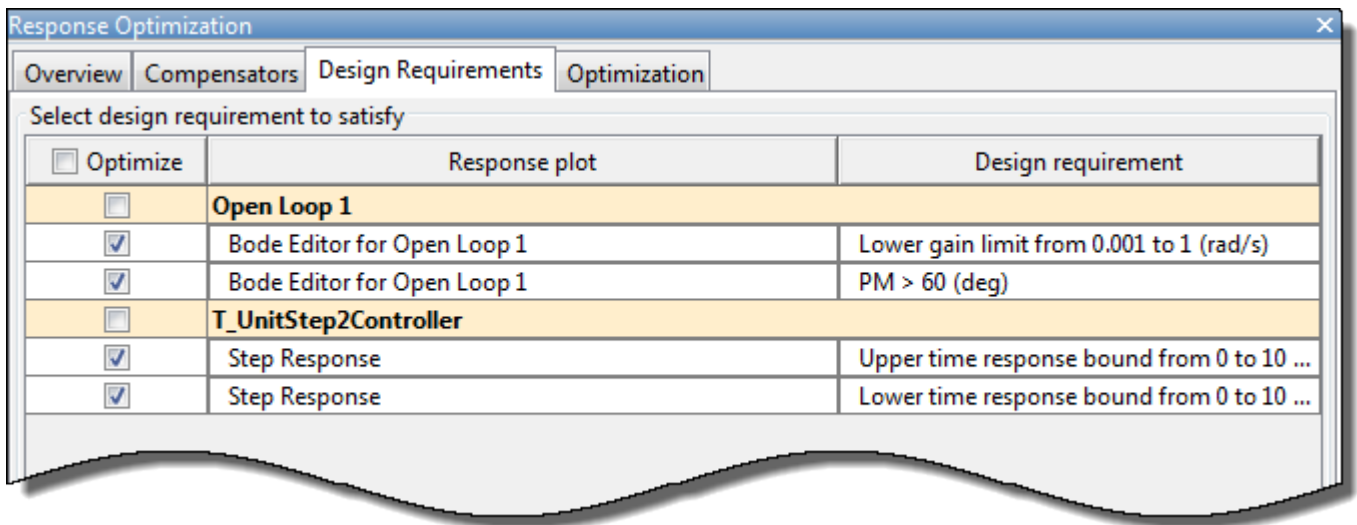 Response Optimization
Overview Compensators Design Requirements Optimization
Select design requirement to satisfy
Optimize Response plot Design requirement
Open Loop 1
Bode Editor for Open Loop 1 Lower gain limit from 0.001 to 1 (rad/s)
Bode Editor for Open Loop 1 PM > 60 (deg)
T_UnitStep2Controller
Step Response Upper time response bound from 0 to 10 ...
Step Response Lower time response bound from 0 to 10 ...